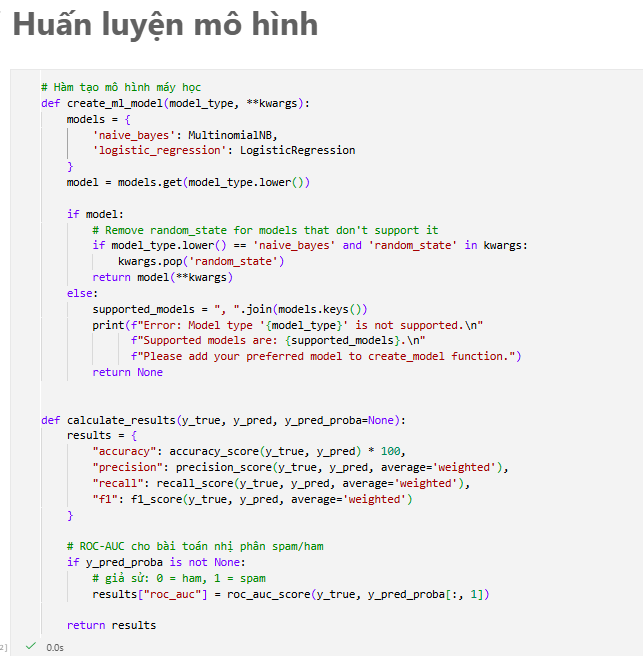 Huấn luyện mô hình
# Hàm tạo mô hình máy học
def create_ml_model(model_type, **kwargs):
    models = {
        'naive_bayes': MultinomialNB,
        'logistic_regression': LogisticRegression
    }
    model = models.get(model_type.lower())

    if model:
        # Remove random_state for models that don't support it
        if model_type.lower() == 'naive_bayes' and 'random_state' in kwargs:
            kwargs.pop('random_state')
        return model(**kwargs)
    else:
        supported_models = ", ".join(models.keys())
        print(f"Error: Model type '{model_type}' is not supported.\n"
              f"Supported models are: {supported_models}.\n"
              f"Please add your preferred model to create_model function.")
        return None


def calculate_results(y_true, y_pred, y_pred_proba=None):
    results = {
        "accuracy": accuracy_score(y_true, y_pred) * 100,
        "precision": precision_score(y_true, y_pred, average='weighted'),
        "recall": recall_score(y_true, y_pred, average='weighted'),
        "f1": f1_score(y_true, y_pred, average='weighted')
    }

    # ROC-AUC cho bài toán nhị phân spam/ham
    if y_pred_proba is not None:
        # giả sử: 0 = ham, 1 = spam
        results["roc_auc"] = roc_auc_score(y_true, y_pred_proba[:, 1])

    return results
2]
0.0s